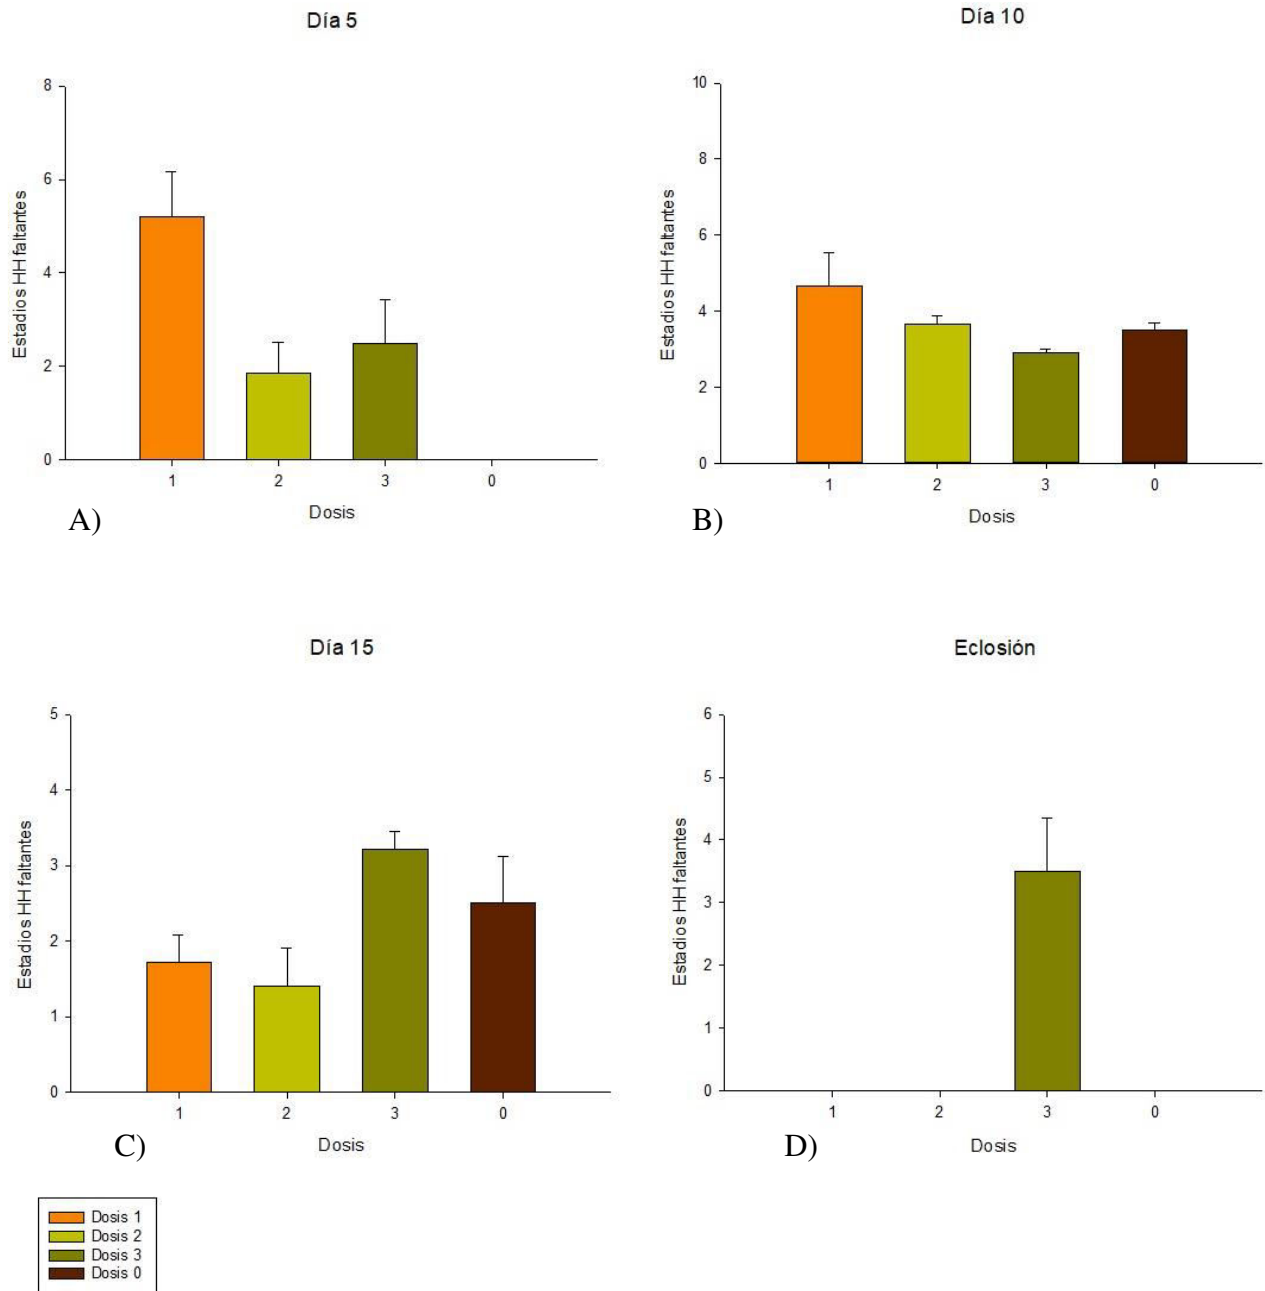 Día 5
8
6
4
2
0
Estadios HH faltantes
1 2 3 0
Dosis
A)
Día 10
10
8
6
4
2
0
Estadios HH faltantes
1 2 3 0
Dosis
B)
Día 15
5
4
3
2
1
0
Estadios HH faltantes
1 2 3 0
Dosis
C)
Eclosión
6
5
4
3
2
1
0
Estadios HH faltantes
1 2 3 0
Dosis
D)
Dosis 1
Dosis 2
Dosis 3
Dosis 0